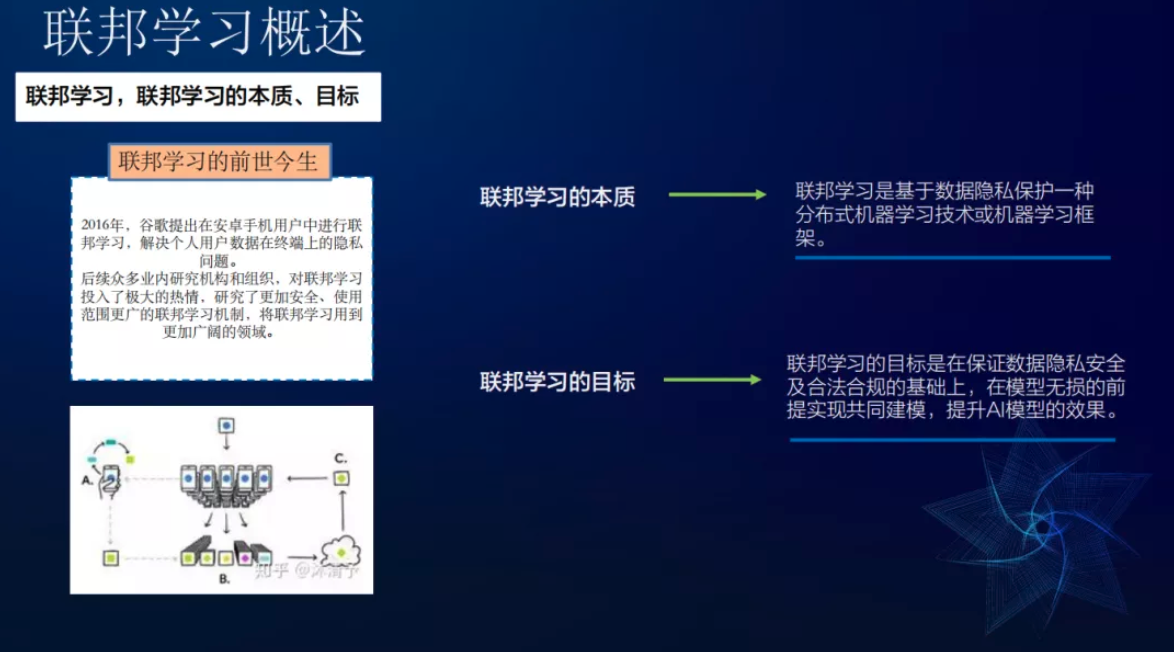 联邦学习概述
联邦学习，联邦学习的本质、目标
联邦学习的前世今生
2016年，谷歌提出在安卓手机用户中进行联
邦学习，解决个人用户数据在终端上的隐私
问题。
后续众多业内研究机构和组织，对联邦学习
投入了极大的热情，研究了更加安全、使用
范围更广的联邦学习机制，将联邦学习用到
更加广阔的领域。
联邦学习的本质
联邦学习是基于数据隐私保护一种
分布式机器学习技术或机器学习框
架。
联邦学习的目标
联邦学习的目标是在保证数据隐私安全
及合法合规的基础上，在模型无损的前
提实现共同建模，提升AI模型的效果。
A.
C.
B.
知乎